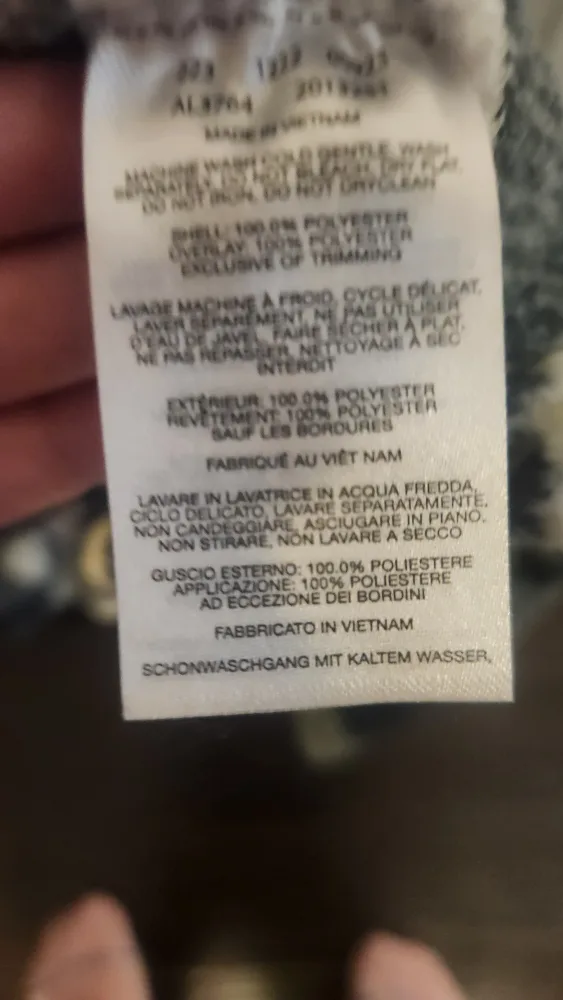 323 1222
AL3764
MADE IN VIETNAM
MACHINE WASH COLD GENTLE, WASH
SEPARATELY, DO NOT BLEACH, DRY FLAT,
DO NOT IRON, DO NOT DRYCLEAN
SHELL: 100.0% POLYESTER
OVERLAY: 100% POLYESTER
EXCLUSIVE OF TRIMMING
LAVAGE MACHINE À FROID, CYCLE DÉLICAT,
LAVER SÉPARÉMENT, NE PAS UTILISER
D'EAU DE JAVEL, FAIRE SÉCHER À PLAT,
NE PAS REPASSER, NETTOYAGE À SEC
INTERDIT
EXTÉRIEUR: 100.0% POLYESTER
REVÊTEMENT: 100% POLYESTER
SAUF LES BORDURES
FABRIQUÉ AU VIÊT NAM
LAVARE IN LAVATRICE IN ACQUA FREDDA,
CICLO DELICATO, LAVARE SEPARATAMENTE,
NON CANDEGGIARE, ASCIUGARE IN PIANO,
NON STIRARE, NON LAVARE A SECCO
GUSCIO ESTERNO: 100.0% POLIESTERE
APPLICAZIONE: 100% POLIESTERE
AD ECCEZIONE DEI BORDINI
FABBRICATO IN VIETNAM
SCHONWASCHGANG MIT KALTEM WASSER,